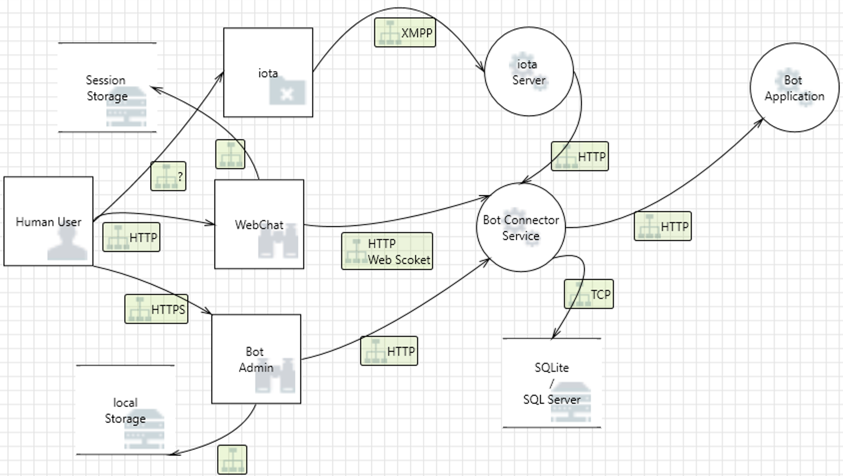 XMPP
iota
iota
Server
Bot
Application
Session
Storage
HTTP
?
Human User
WebChat
Bot Connector
Service
HTTP
HTTP
HTTP
Web Scoket
TCP
HTTPS
Bot
Admin
HTTP
SQLite
/
SQL Server
local
Storage